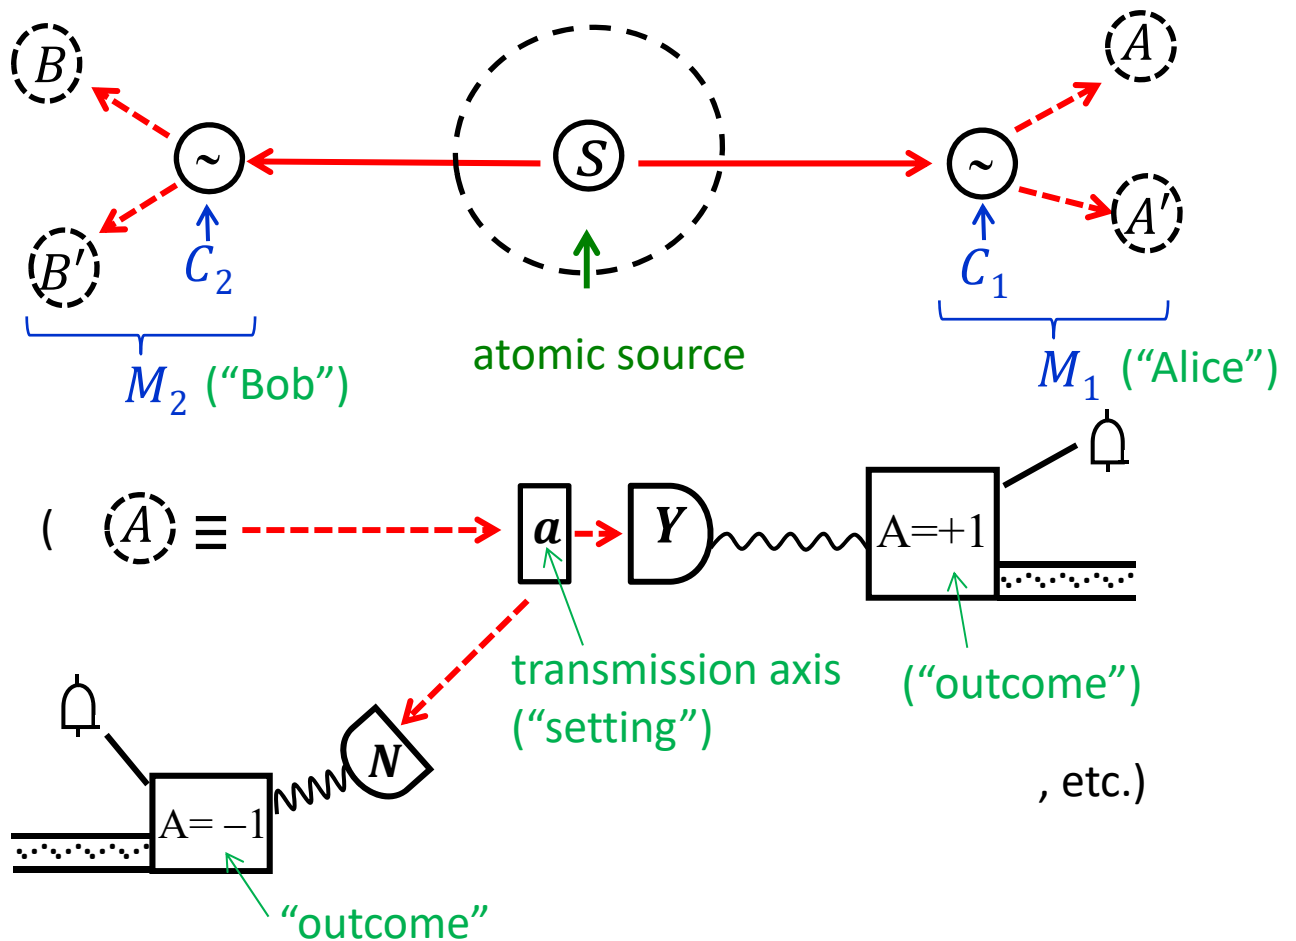 B
A
~
S
~
B′
C₂
C₁
A′
atomic source
M₂ (“Bob”)
M₁ (“Alice”)
( A ≡
a
Y
A=+1
transmission axis
(“setting”)
(“outcome”)
N
, etc.)
A= –1
“outcome”